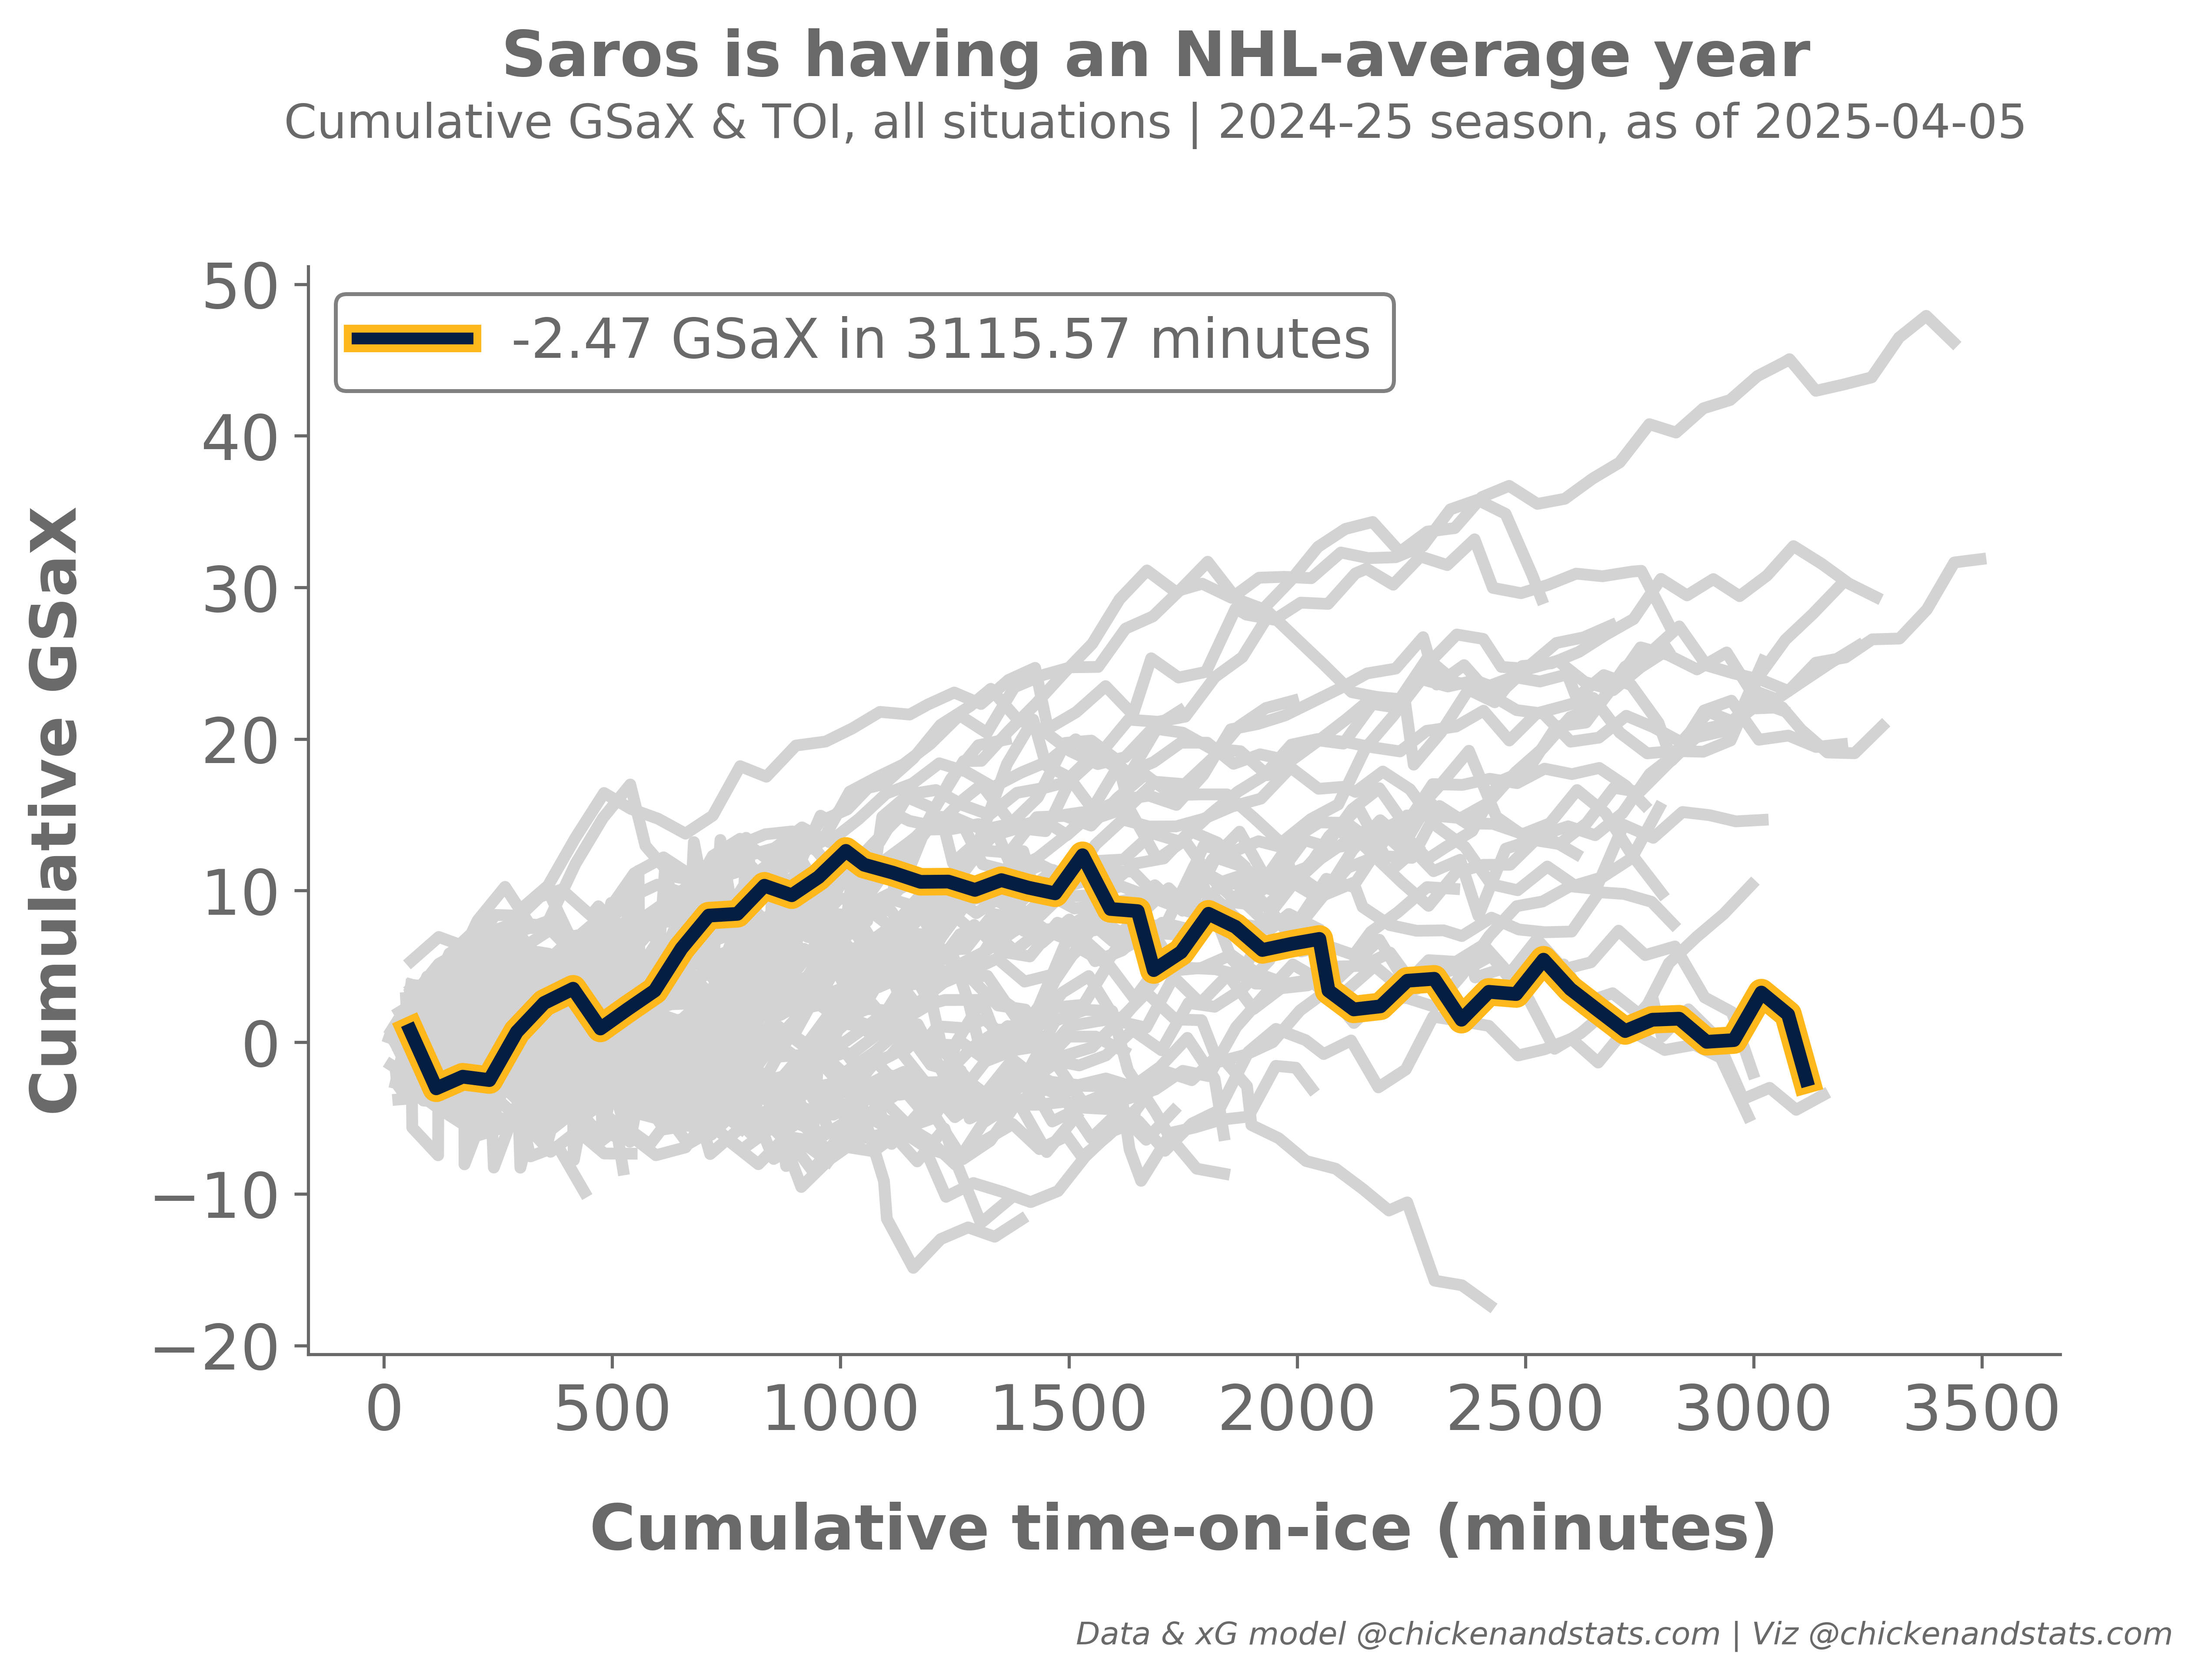 Saros is having an NHL-average year
Cumulative GSaX & TOI, all situations | 2024-25 season, as of 2025-04-05
50
-2.47 GSaX in 3115.57 minutes
40
30
20
10
0
−10
−20
Cumulative GSaX
0 500 1000 1500 2000 2500 3000 3500
Cumulative time-on-ice (minutes)
Data & xG model @chickenandstats.com | Viz @chickenandstats.com